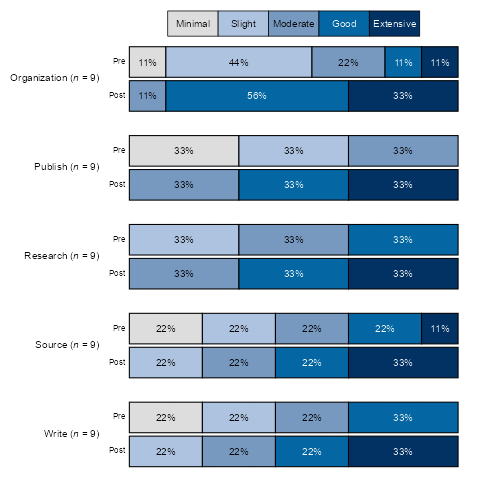 Minimal Slight Moderate Good Extensive
Pre 11% 44% 22% 11% 11%
Organization (n = 9)
Post 11% 56% 33%
Pre 33% 33% 33%
Publish (n = 9)
Post 33% 33% 33%
Pre 33% 33% 33%
Research (n = 9)
Post 33% 33% 33%
Pre 22% 22% 22% 22% 11%
Source (n = 9)
Post 22% 22% 22% 33%
Pre 22% 22% 22% 33%
Write (n = 9)
Post 22% 22% 22% 33%